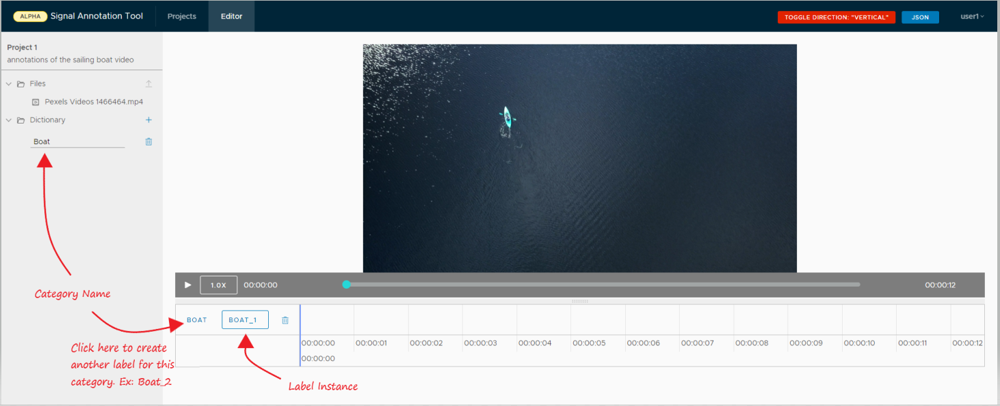 ALPHA Signal Annotation Tool Projects Editor TOGGLE DIRECTION: "VERTICAL" JSON user1
Project 1
annotations of the sailing boat video
Files
Pexels Videos 1466464.mp4
Dictionary
Boat
Category Name
1.0X 00:00:00 00:00:12
BOAT BOAT_1
00:00:00 00:00:01 00:00:02 00:00:03 00:00:04 00:00:05 00:00:06 00:00:07 00:00:08 00:00:09 00:00:10 00:00:11 00:00:12
00:00:00
Click here to create
another label for this
category. Ex: Boat_2
Label Instance